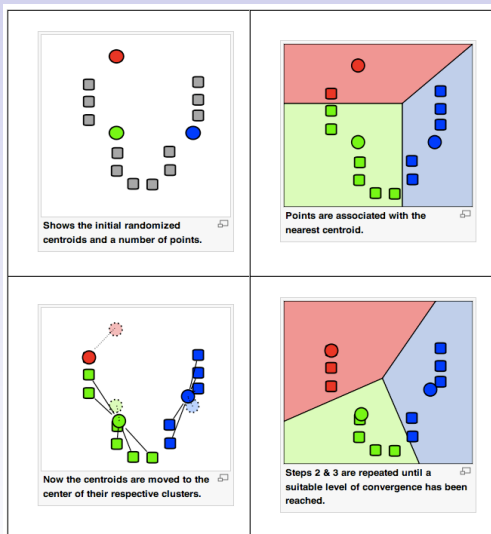 Shows the initial randomized
centroids and a number of points.
Points are associated with the
nearest centroid.
Now the centroids are moved to the
center of their respective clusters.
Steps 2 & 3 are repeated until a
suitable level of convergence has been
reached.